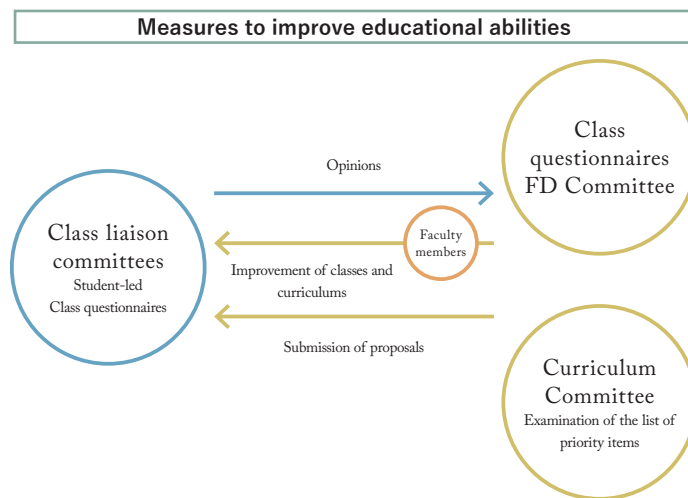 Measures to improve educational abilities
Class
questionnaires
FD Committee
Opinions
Class liaison
committees
Student-led
Class questionnaires
Faculty
members
Improvement of classes and
curriculums
Submission of proposals
Curriculum
Committee
Examination of the list of
priority items